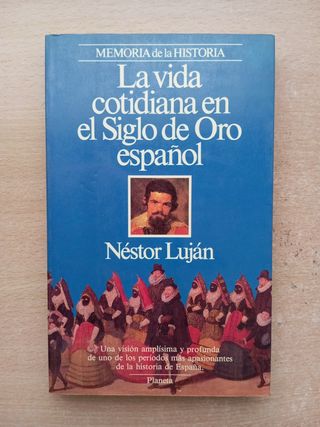 MEMORIA de la HISTORIA
La vida
cotidiana en
el Siglo de Oro
español
Néstor Luján
Una visión amplísima y profunda
de uno de los períodos más apasionantes
de la historia de España.
Planeta